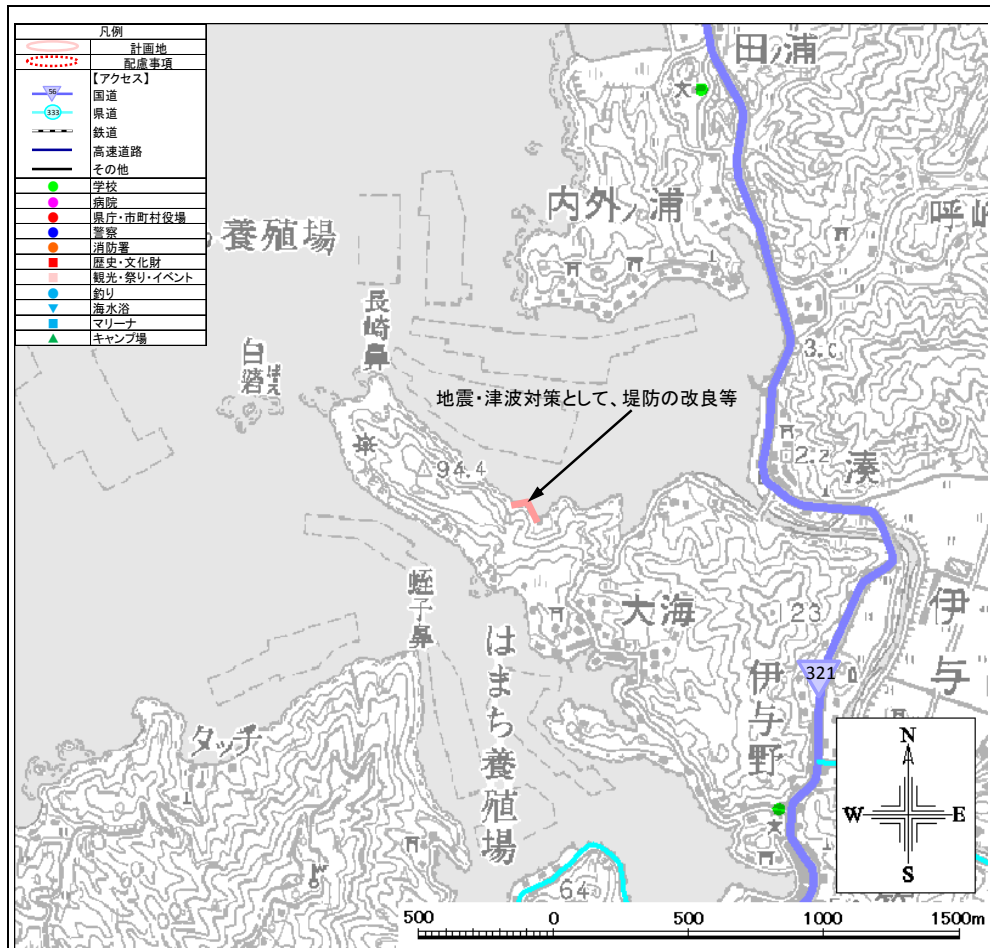 凡例
計画地
配慮事項
【アクセス】
56
国道
333
県道
鉄道
高速道路
その他
学校
病院
県庁・市町村役場
警察
消防署
歴史・文化財
観光・祭り・イベント
釣り
海水浴
マリーナ
キャンプ場
田ノ浦
内外ノ浦
養殖場
長崎鼻
地震・津波対策として、堤防の改良等
94.4
2.2
湊
蛭子鼻
大海
123
伊与
はまち養殖場
伊与野
321
タッチ
64
N
W
E
S
500
0
500
1000
1500m